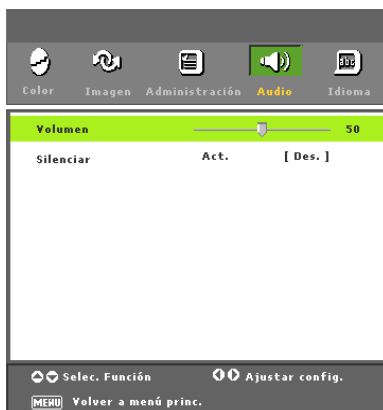 Color Imagen Administración Audio Idioma
Volumen 50
Silenciar Act. [ Des. ]
Selec. Función Ajustar config.
MENU Volver a menú princ.